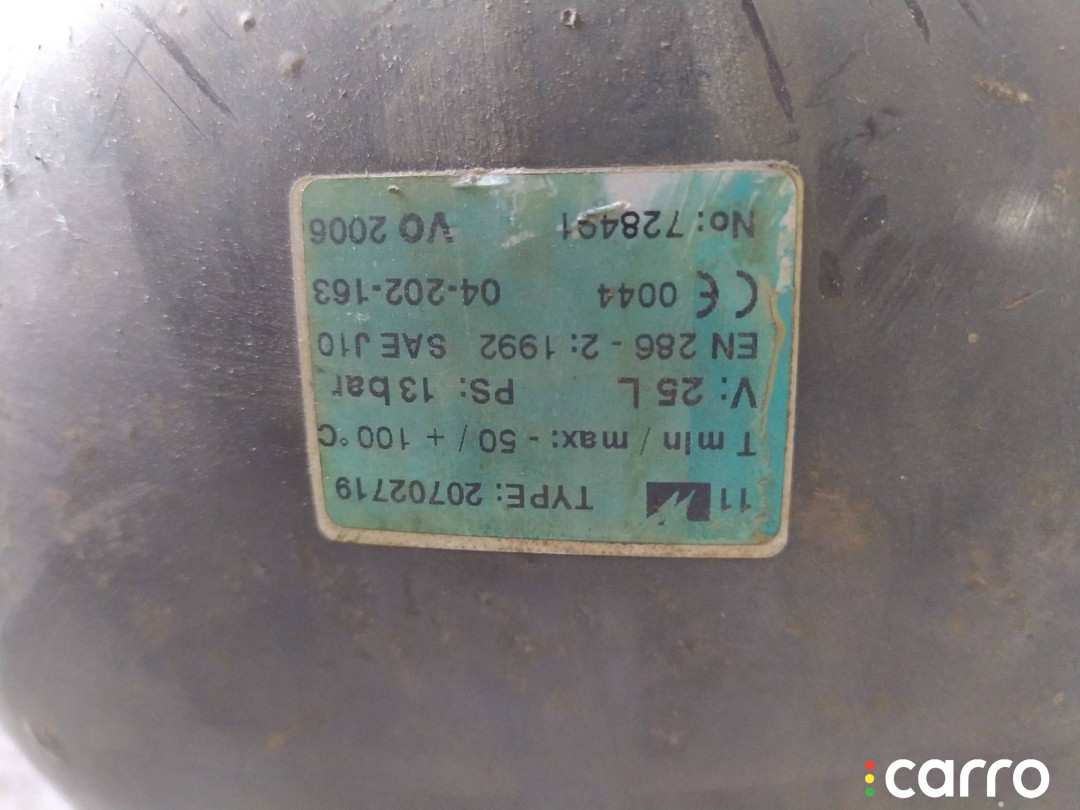 11 TYPE: 20702719
T min / max: - 50 / + 100 °C
V: 25 L PS: 13 bar
EN 286 - 2: 1992 SAE J10
CE 0044 04-202-163
No: 728491 VO 2006
carro